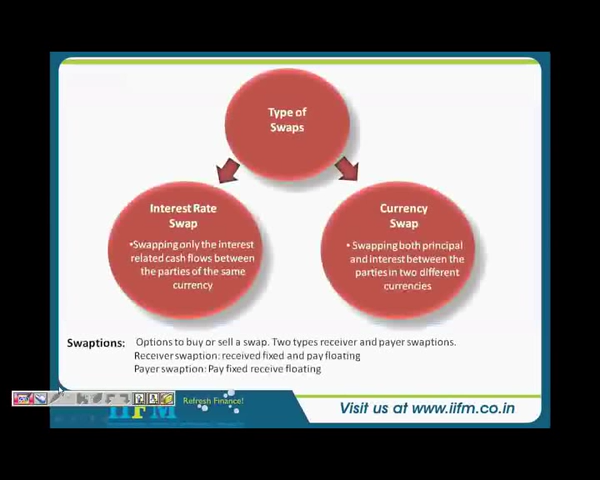 Type of
Swaps
Interest Rate
Swap
•Swapping only the interest
related cash flows between
the parties of the same
currency
Currency
Swap
• Swapping both principal
and interest between the
parties in two different
currencies
Swaptions: Options to buy or sell a swap. Two types receiver and payer swaptions.
Receiver swaption: received fixed and pay floating
Payer swaption: Pay fixed receive floating
IIFM Refresh Finance!
Visit us at www.iifm.co.in